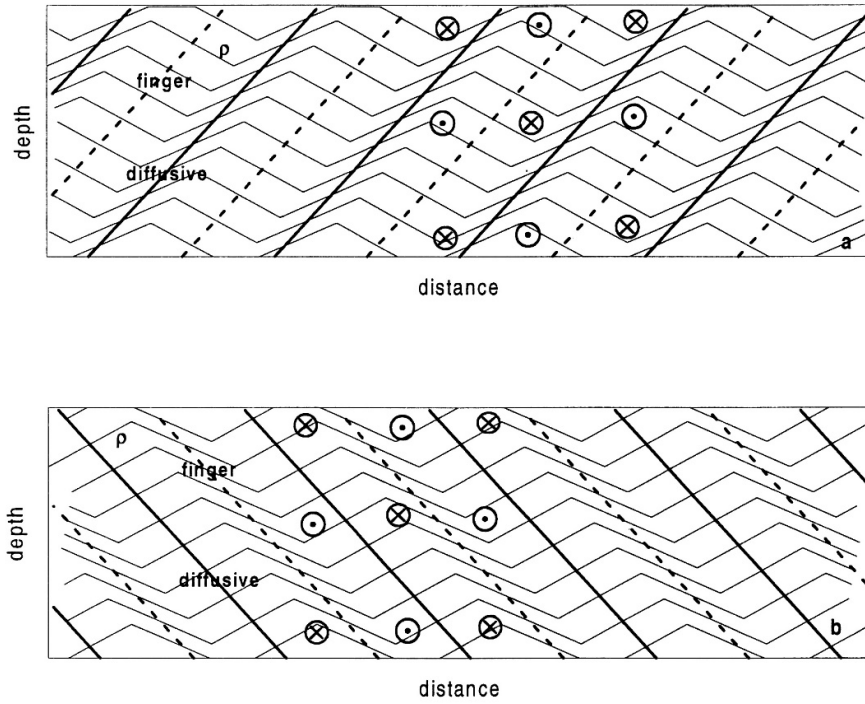 ρ
finger
diffusive
depth
a
distance
ρ
finger
diffusive
depth
b
distance